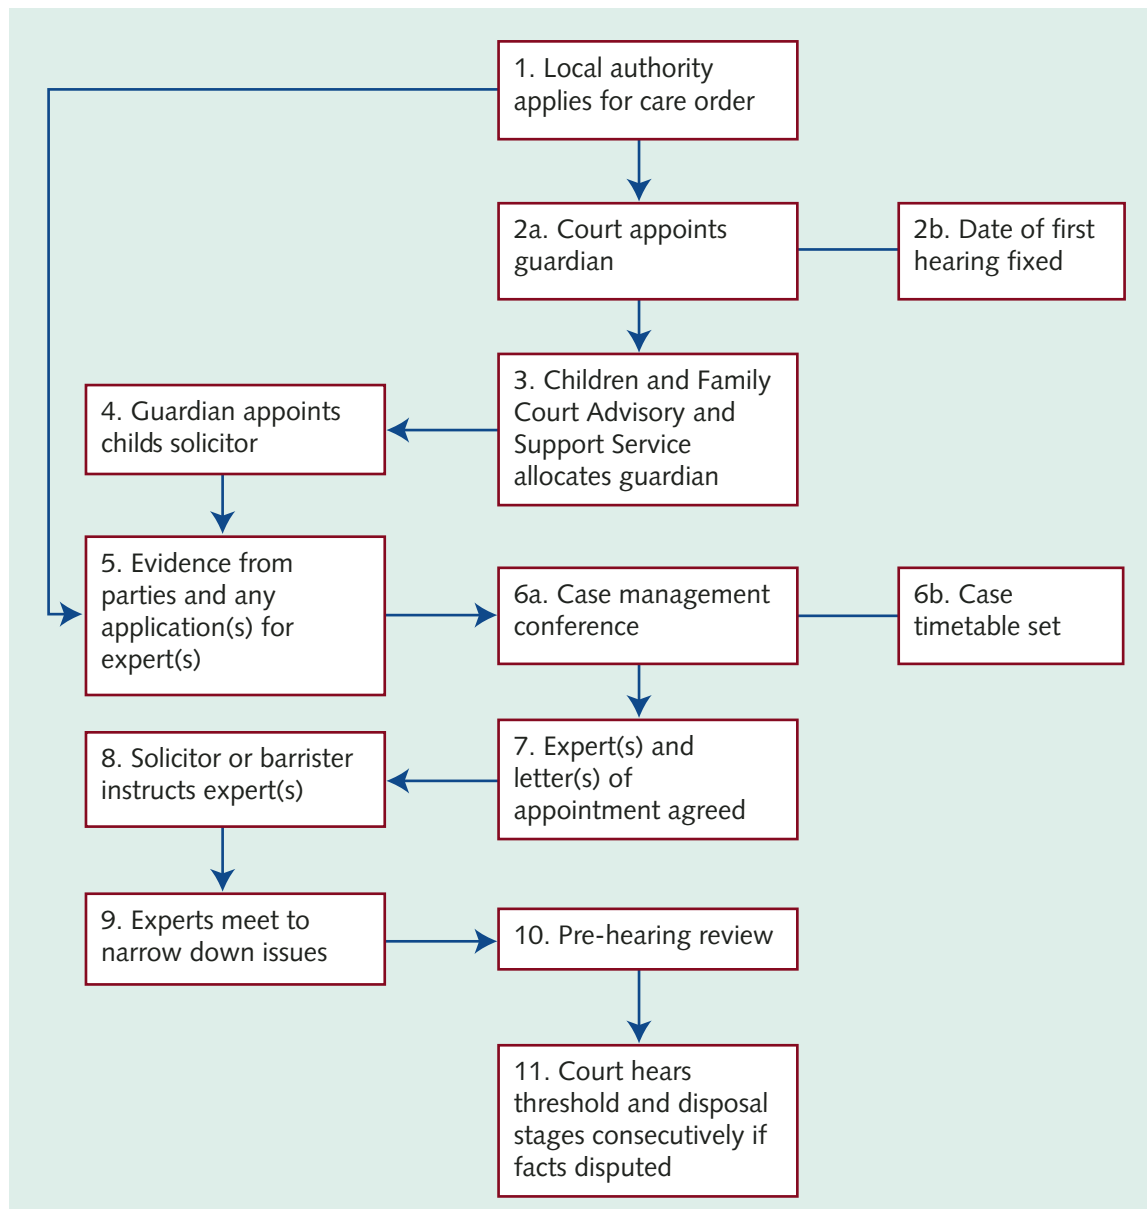 1. Local authority
applies for care order
2a. Court appoints
guardian
2b. Date of first
hearing fixed
3. Children and Family
Court Advisory and
Support Service
allocates guardian
4. Guardian appoints
childs solicitor
5. Evidence from
parties and any
application(s) for
expert(s)
6a. Case management
conference
6b. Case
timetable set
7. Expert(s) and
letter(s) of
appointment agreed
8. Solicitor or barrister
instructs expert(s)
9. Experts meet to
narrow down issues
10. Pre-hearing review
11. Court hears
threshold and disposal
stages consecutively if
facts disputed